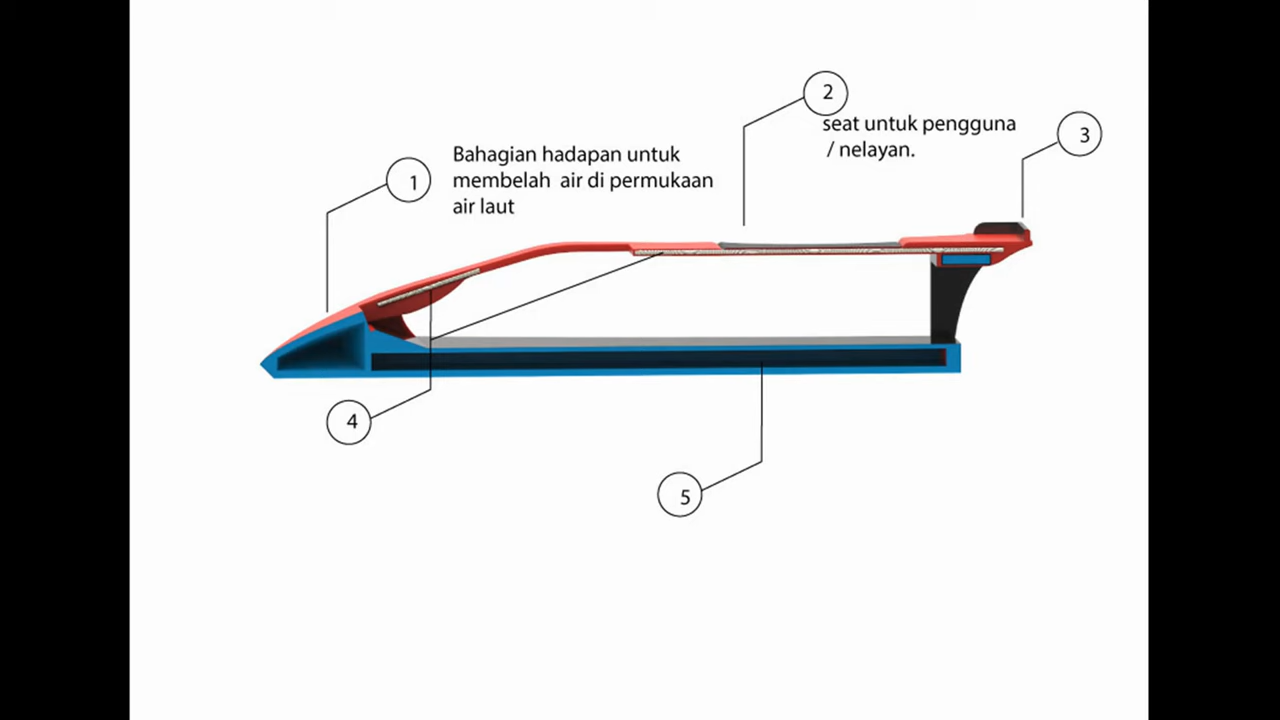 2
seat untuk pengguna
/ nelayan.
3
1
Bahagian hadapan untuk
membelah air di permukaan
air laut
4
5